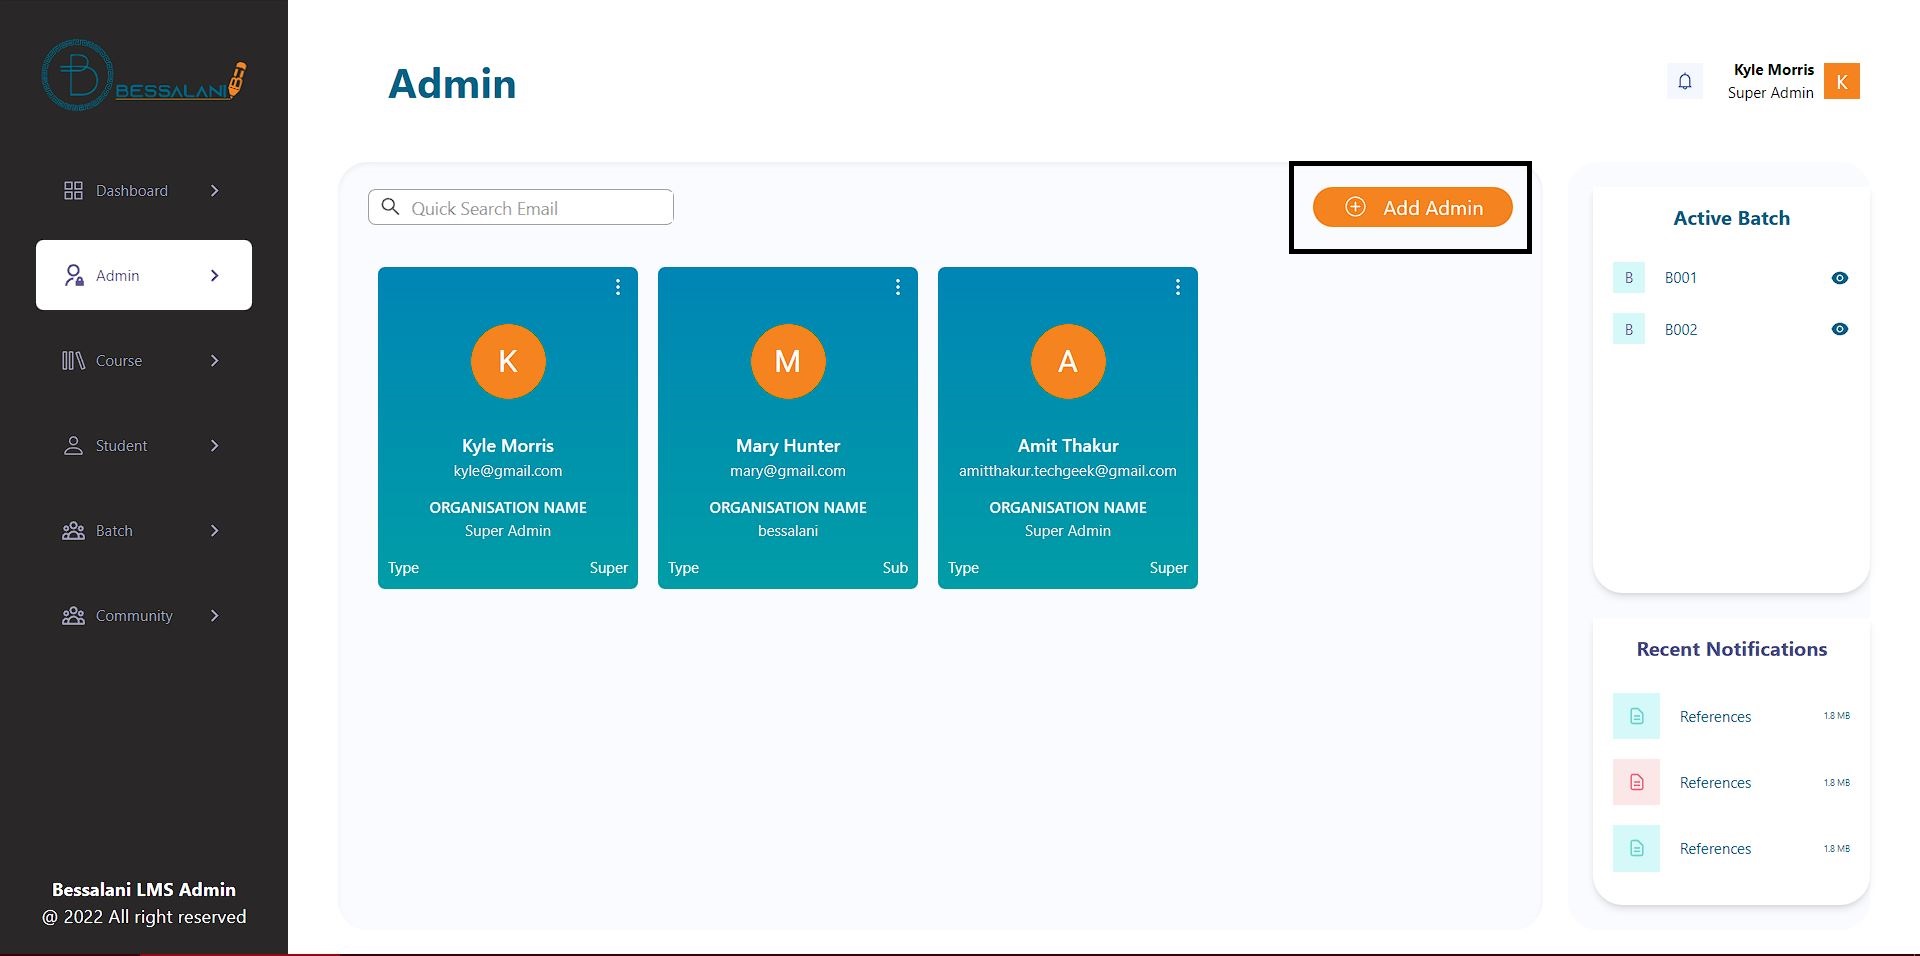 BESSALANI
Dashboard
Admin
Course
Student
Batch
Community
Bessalani LMS Admin
@ 2022 All right reserved
Admin
Kyle Morris
Super Admin
K
Quick Search Email
Add Admin
K
Kyle Morris
kyle@gmail.com
ORGANISATION NAME
Super Admin
Type Super
M
Mary Hunter
mary@gmail.com
ORGANISATION NAME
bessalani
Type Sub
A
Amit Thakur
amitthakur.techgeek@gmail.com
ORGANISATION NAME
Super Admin
Type Super
Active Batch
B B001
B B002
Recent Notifications
References 1.8 MB
References 1.8 MB
References 1.8 MB